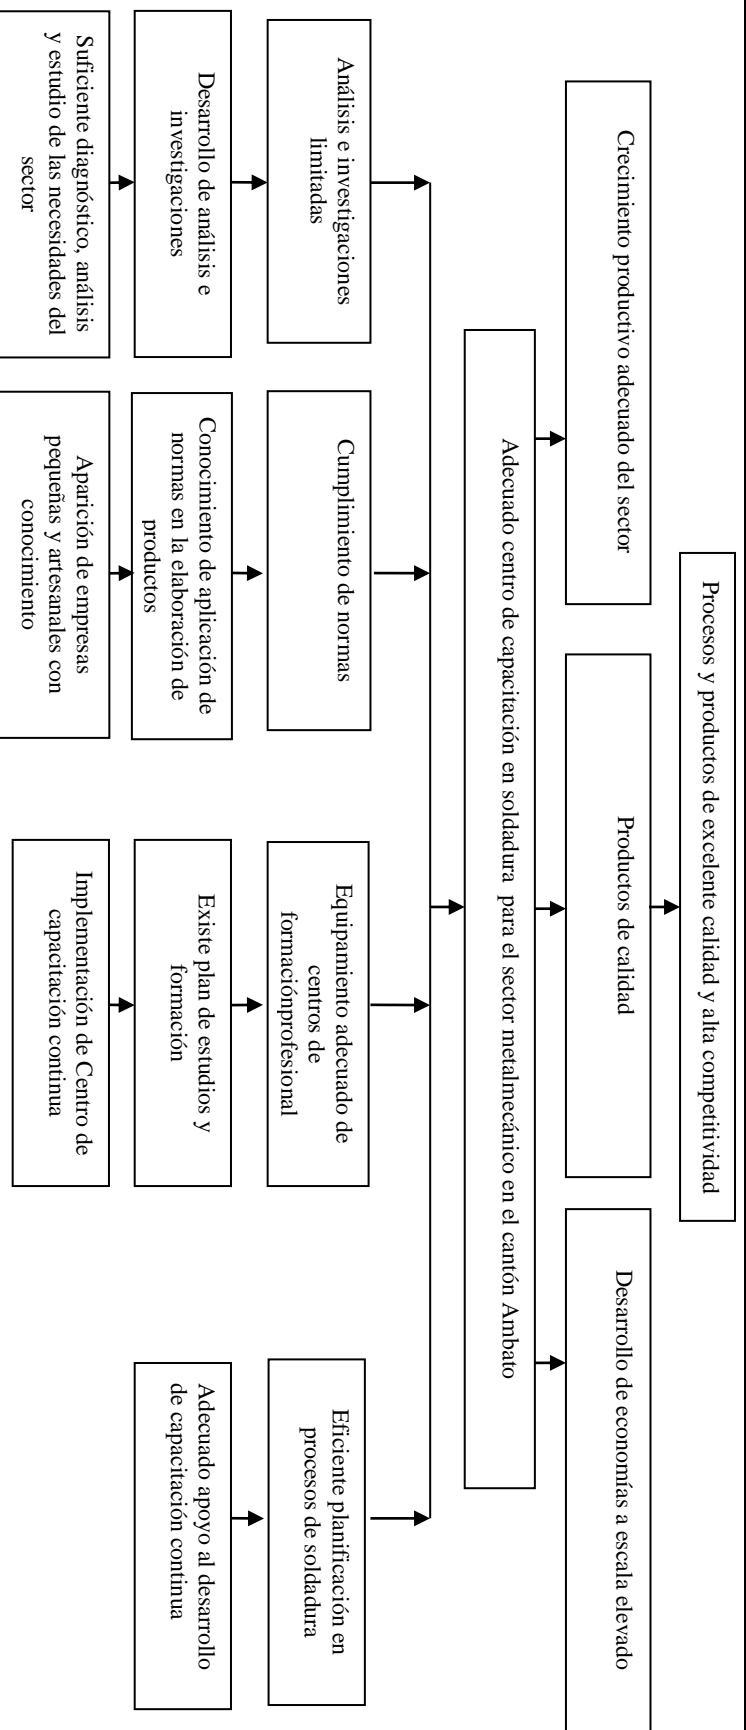 Procesos y productos de excelente calidad y alta competitividad
Crecimiento productivo adecuado del sector
Productos de calidad
Desarrollo de economías a escala elevado
Adecuado centro de capacitación en soldadura para el sector metalmecánico en el cantón Ambato
Análisis e investigaciones
limitadas
Cumplimiento de normas
Equipamiento adecuado de
centros de
formaciónprofesional
Eficiente planificación en
procesos de soldadura
Desarrollo de análisis e
investigaciones
Conocimiento de aplicación de
normas en la elaboración de
productos
Existe plan de estudios y
formación
Adecuado apoyo al desarrollo
de capacitación continua
Suficiente diagnóstico, análisis
y estudio de las necesidades del
sector
Aparición de empresas
pequeñas y artesanales con
conocimiento
Implementación de Centro de
capacitación continua